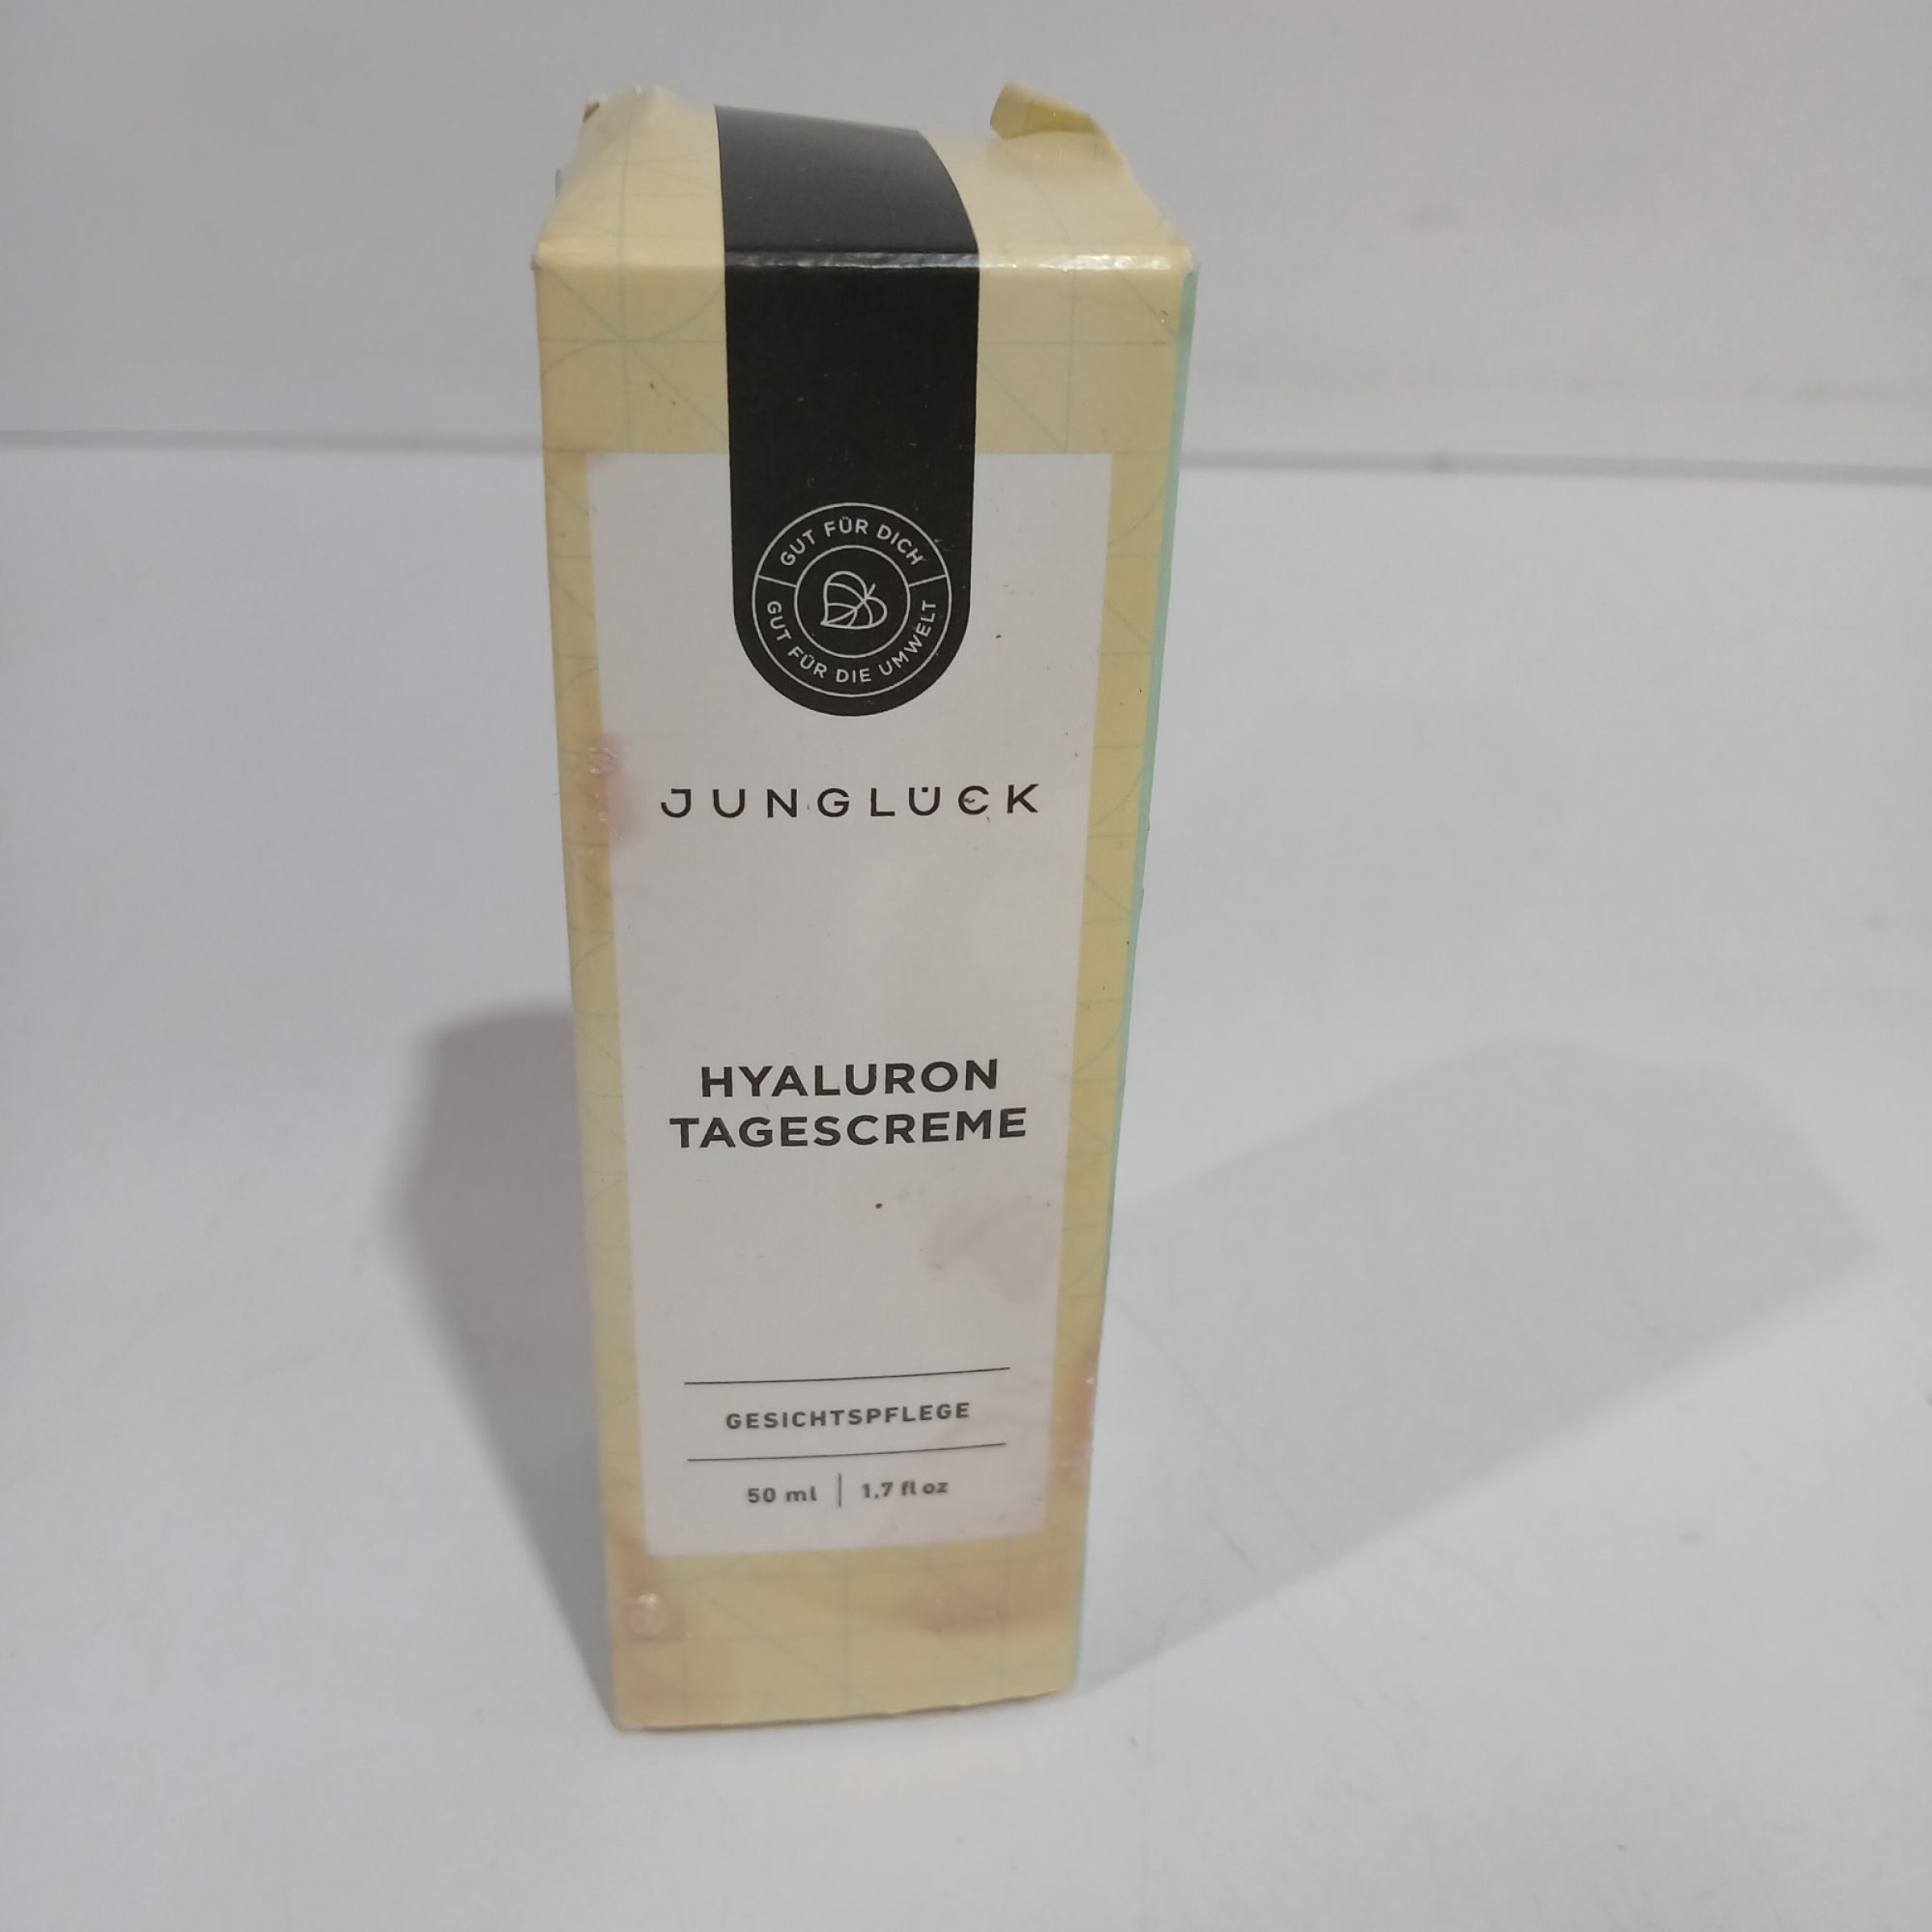 GUT FÜR DICH
GUT FÜR DIE UMWELT
JUNGLÜCK
HYALURON
TAGESCREME
GESICHTSPFLEGE
50 ml | 1.7 fl oz